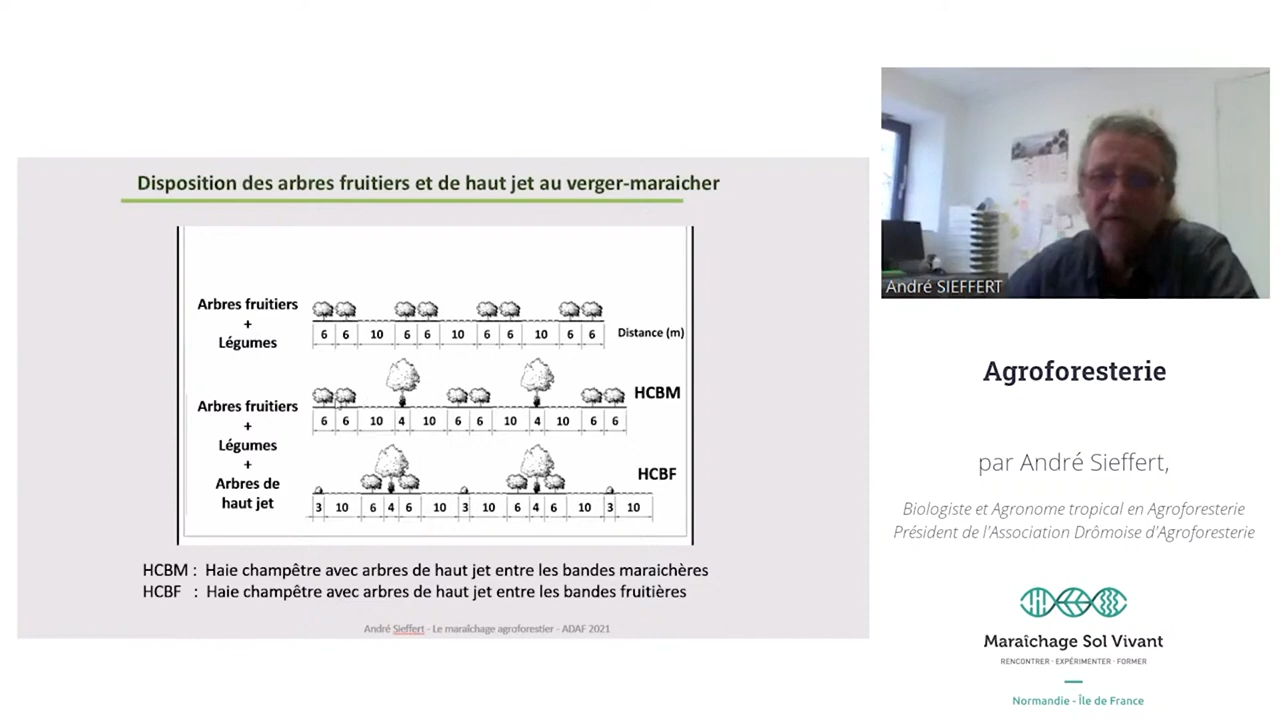 Disposition des arbres fruitiers et de haut jet au verger-maraicher
Arbres fruitiers
+
Légumes
6 6 10 6 6 10 6 6 10 6 6
Distance (m)
HCBM
6 6 10 4 10 6 6 10 4 10 6 6
Arbres fruitiers
+
Légumes
+
Arbres de
haut jet
HCBF
3 10 6 4 6 10 3 10 6 4 6 10 3 10
HCBM : Haie champêtre avec arbres de haut jet entre les bandes maraichères
HCBF : Haie champêtre avec arbres de haut jet entre les bandes fruitières
André Sieffert - Le maraîchage agroforestier - ADAF 2021
André SIEFFERT
Agroforesterie
par André Sieffert,
Biologiste et Agronome tropical en Agroforesterie
Président de l'Association Drômoise d'Agroforesterie
Maraîchage Sol Vivant
RENCONTRER · EXPÉRIMENTER · FORMER
Normandie - Île de France